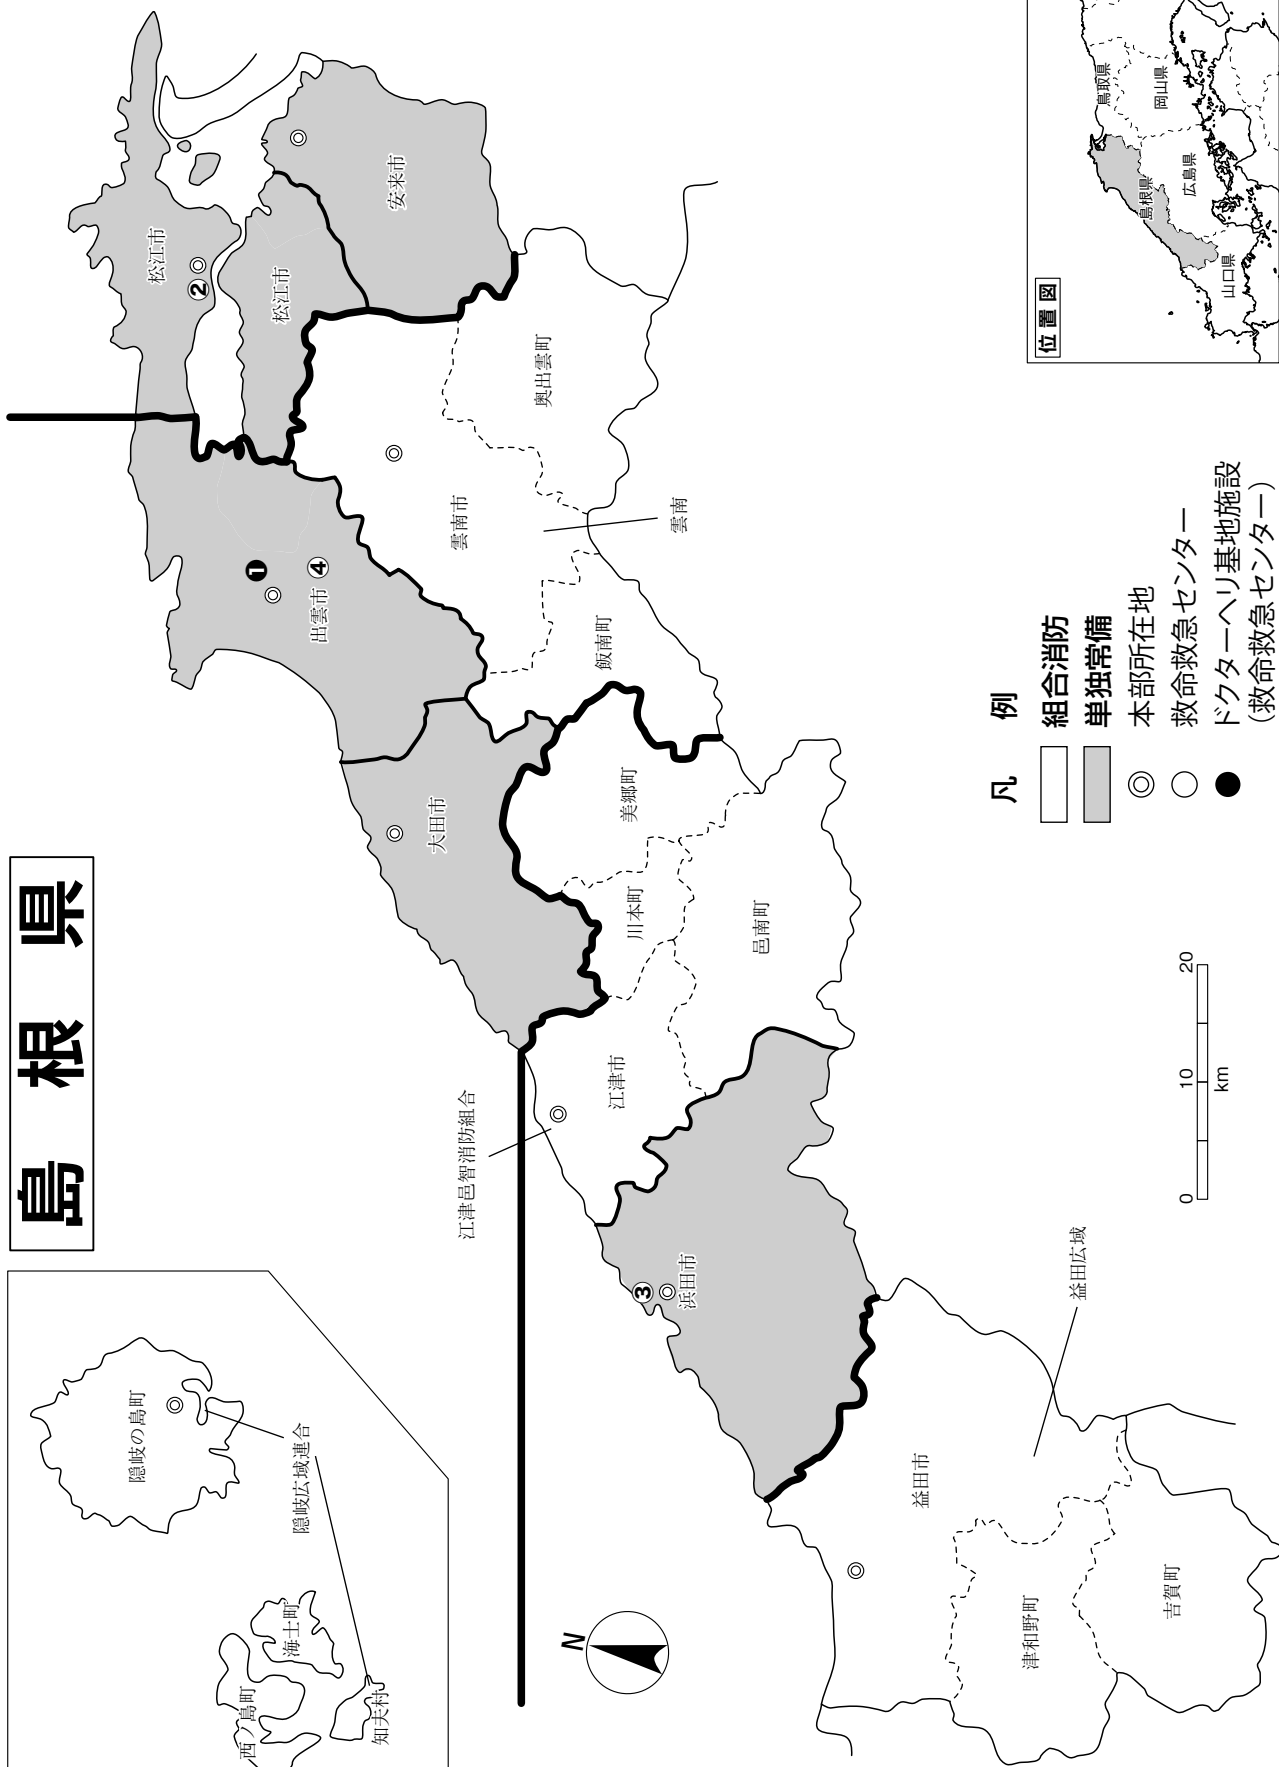 島根県
隠岐の島町
隠岐広域連合
海士町
西ノ島町
知夫村
松江市
2
松江市
安来市
1
4
出雲市
雲南市
奥出雲町
雲南
飯南町
大田市
美郷町
川本町
邑南町
江津市
江津邑智消防組合
3
浜田市
益田広域
益田市
津和野町
吉賀町
N
凡例
組合消防
単独常備
本部所在地
救命救急センター
ドクターヘリ基地施設
(救命救急センター)
0 10 20
km
位置図
鳥取県
岡山県
島根県
広島県
山口県